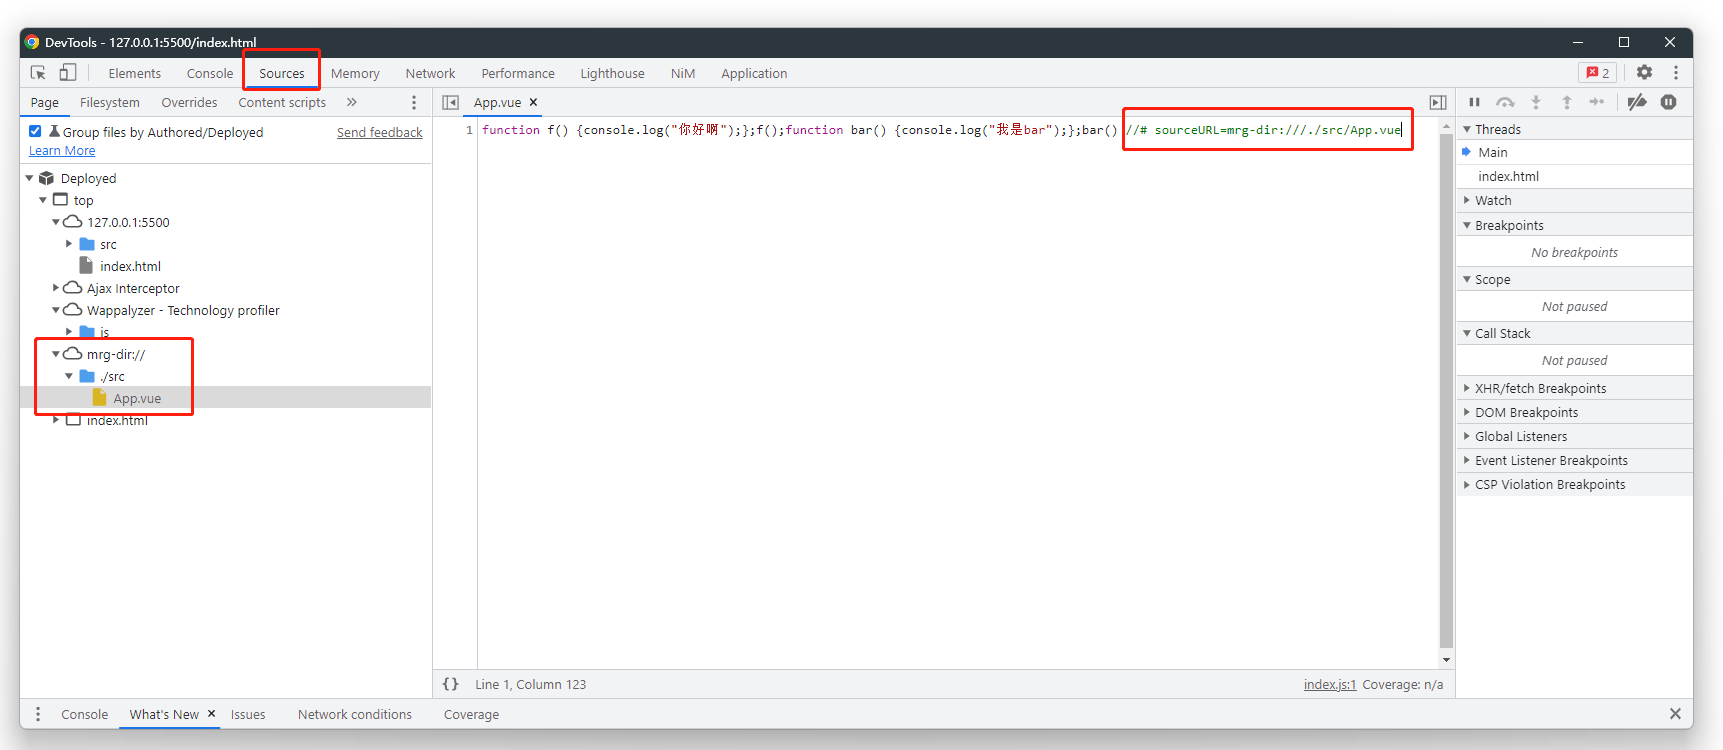 DevTools - 127.0.0.1:5500/index.html
Elements Console Sources Memory Network Performance Lighthouse NiM Application 2
Page Filesystem Overrides Content scripts » App.vue ×
Group files by Authored/Deployed Send feedback
Learn More
1 function f() {console.log("你好啊");};f();function bar() {console.log("我是bar");};bar() //# sourceURL=mrg-dir:///./src/App.vue
Deployed
top
127.0.0.1:5500
src
index.html
Ajax Interceptor
Wappalyzer - Technology profiler
js
mrg-dir://
./src
App.vue
index.html
Threads
Main
index.html
Watch
Breakpoints
No breakpoints
Scope
Not paused
Call Stack
Not paused
XHR/fetch Breakpoints
DOM Breakpoints
Global Listeners
Event Listener Breakpoints
CSP Violation Breakpoints
{} Line 1, Column 123 index.js:1 Coverage: n/a
Console What's New × Issues Network conditions Coverage